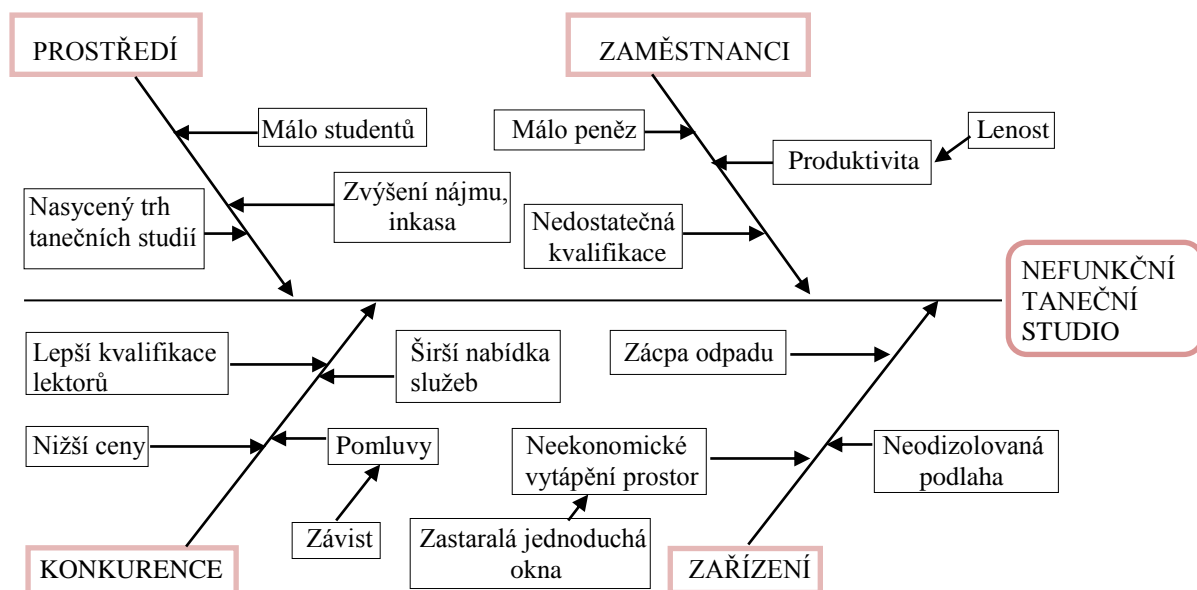 PROSTŘEDÍ
ZAMĚSTNANCI
Málo studentů
Málo peněz
Lenost
Produktivita
Nasycený trh
tanečních studií
Zvýšení nájmu,
inkasa
Nedostatečná
kvalifikace
NEFUNKČNÍ
TANEČNÍ
STUDIO
Lepší kvalifikace
lektorů
Širší nabídka
služeb
Zácpa odpadu
Nižší ceny
Pomluvy
Neekonomické
vytápění prostor
Neodizolovaná
podlaha
Závist
Zastaralá jednoduchá
okna
KONKURENCE
ZAŘÍZENÍ